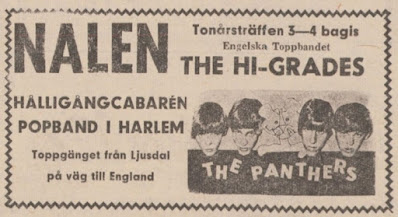 NALEN
Tonårsträffen 3—4 bagis
Engelska Toppbandet
THE HI-GRADES
HÅLLIGÅNGCABARÉN
POPBAND I HARLEM
Toppgänget från Ljusdal
på väg till England
THE PANTHERS